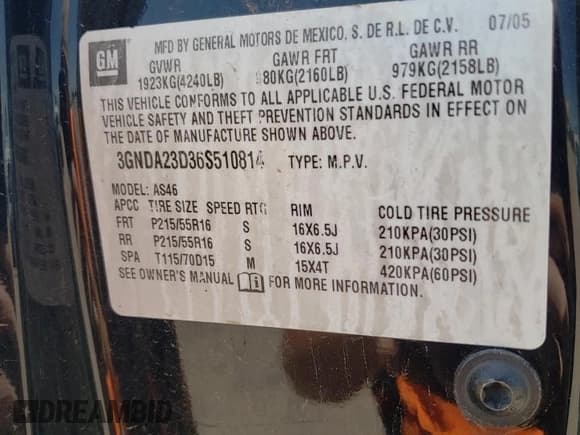 GM
MFD BY GENERAL MOTORS DE MEXICO, S. DE R.L. DE C.V. 07/05
GVWR GAWR FRT GAWR RR
1923KG(4240LB) 980KG(2160LB) 979KG(2158LB)
THIS VEHICLE CONFORMS TO ALL APPLICABLE U.S. FEDERAL MOTOR
VEHICLE SAFETY AND THEFT PREVENTION STANDARDS IN EFFECT ON
THE DATE OF MANUFACTURE SHOWN ABOVE.
3GNDA23D36S510814 TYPE: M.P.V.
MODEL: AS46
APCC TIRE SIZE SPEED RTG RIM COLD TIRE PRESSURE
FRT P215/55R16 S 16X6.5J 210KPA(30PSI)
RR P215/55R16 S 16X6.5J 210KPA(30PSI)
SPA T115/70D15 M 15X4T 420KPA(60PSI)
SEE OWNER'S MANUAL FOR MORE INFORMATION
DREAMBID